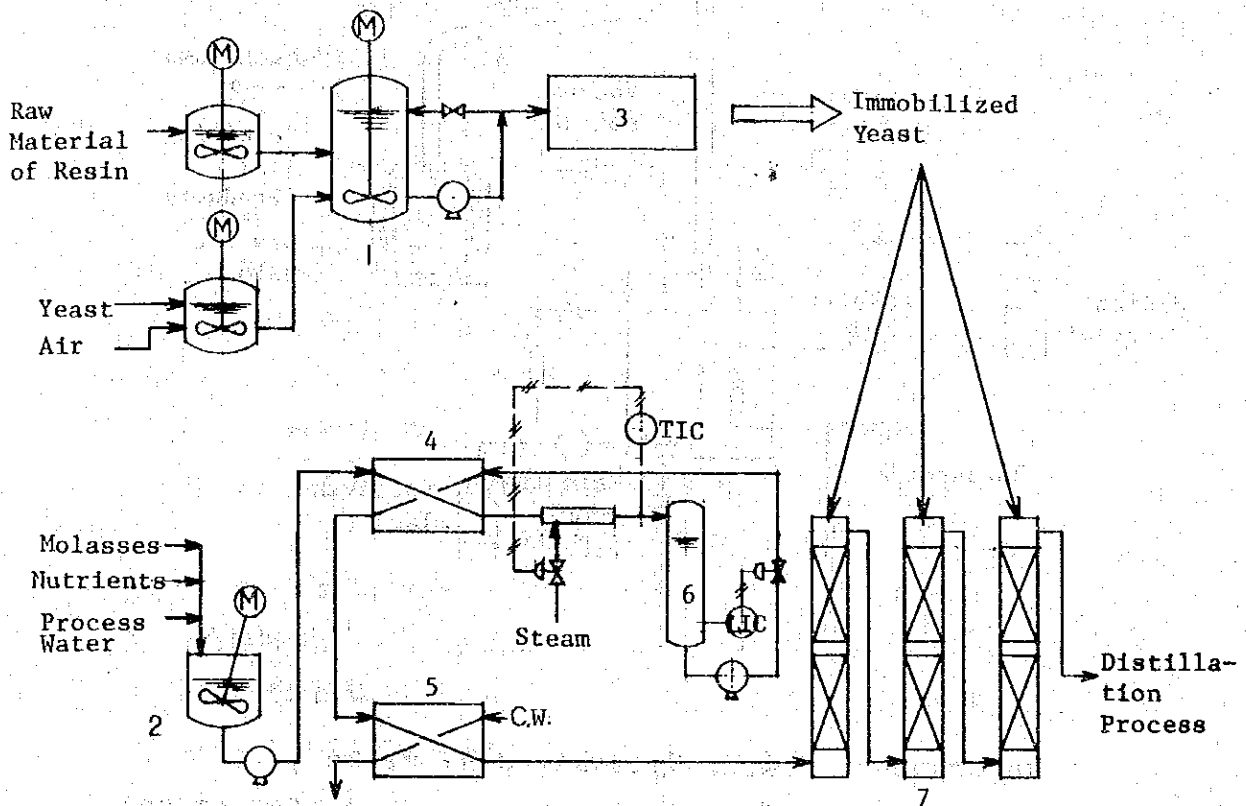 M
M
Raw
Material
of Resin
3
Immobilized
Yeast
M
1
Yeast
Air
TIC
4
Molasses
Nutrients
Process
Water
M
6
LIC
Steam
2
5
C.W.
Distilla-
tion
Process
7